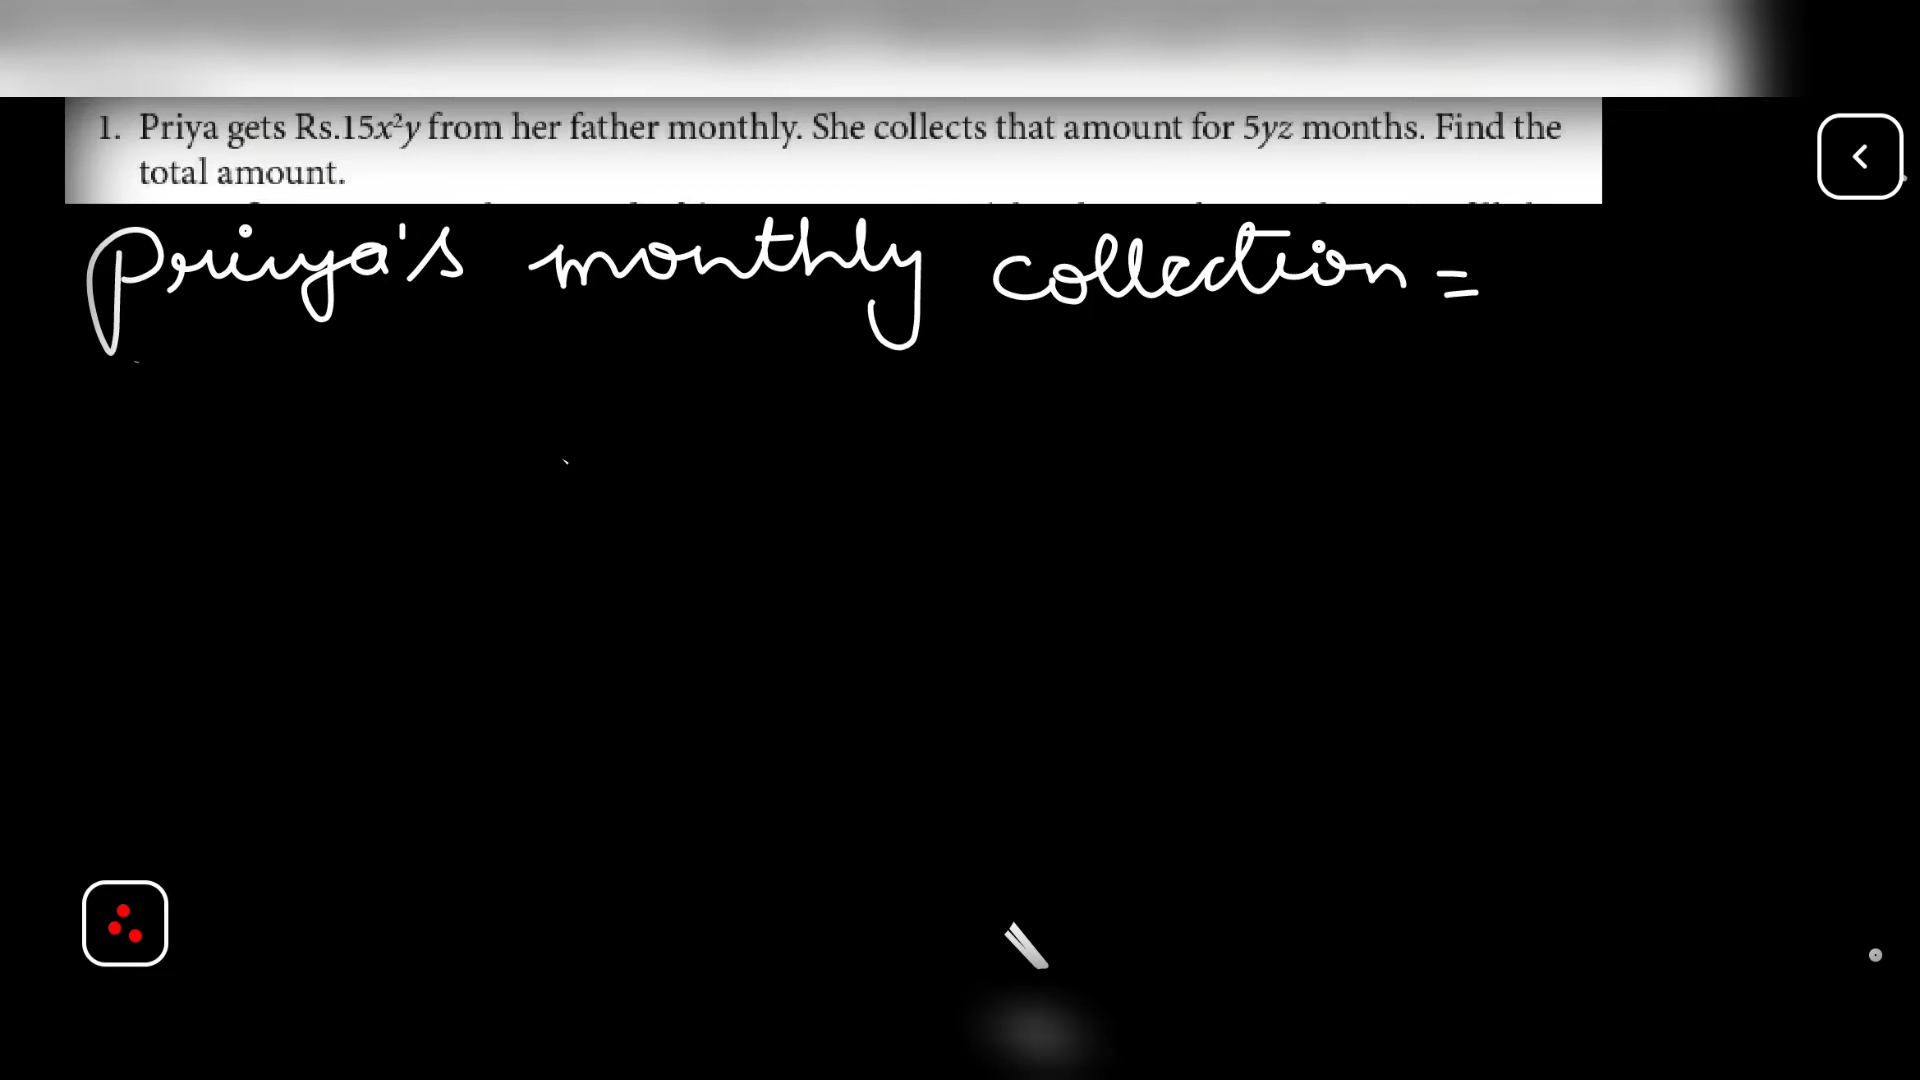 1. Priya gets Rs.15x²y from her father monthly. She collects that amount for 5yz months. Find the
total amount.
Priya's monthly collection =